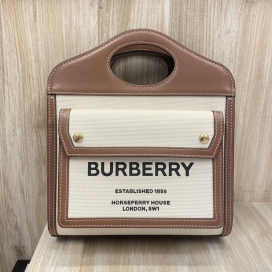 BURBERRY
ESTABLISHED 1856
HORSEFERRY HOUSE
LONDON, SW1